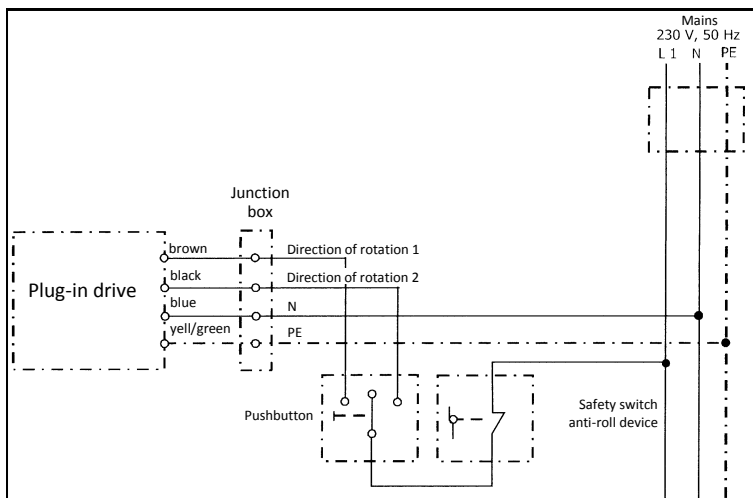 Mains
230 V, 50 Hz
L 1 N PE
Junction
box
brown
Direction of rotation 1
black
Direction of rotation 2
Plug-in drive
blue
N
yell/green
PE
Pushbutton
Safety switch
anti-roll device